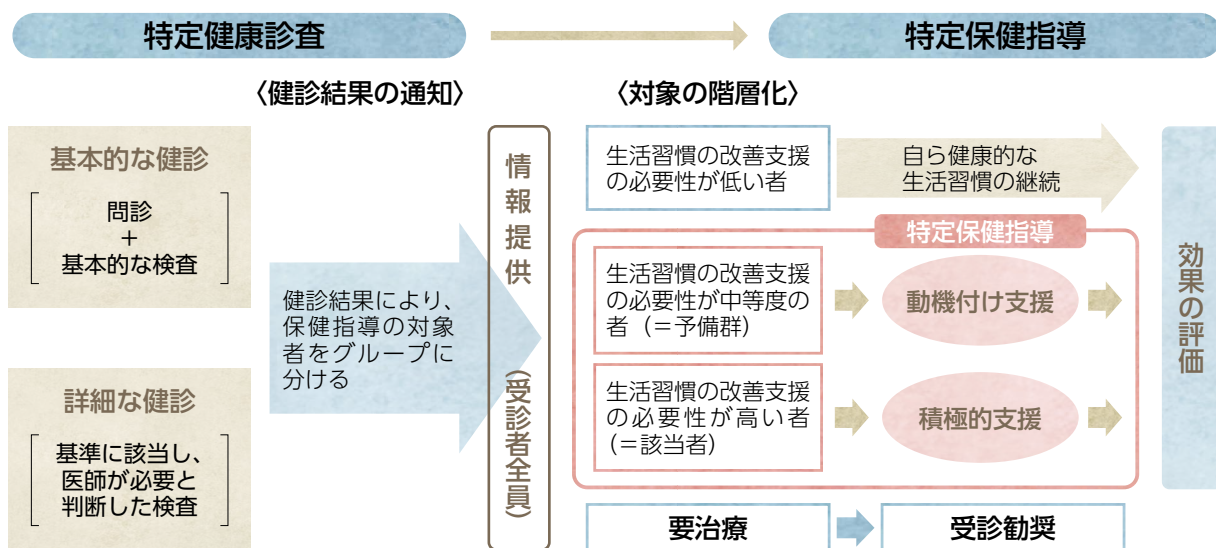 特定健康診査
特定保健指導
〈健診結果の通知〉
〈対象の階層化〉
基本的な健診
問診
+
基本的な検査
詳細な健診
基準に該当し、
医師が必要と
判断した検査
健診結果により、
保健指導の対象
者をグループに
分ける
情報提供（受診者全員）
生活習慣の改善支援
の必要性が低い者
自ら健康的な
生活習慣の継続
特定保健指導
生活習慣の改善支援
の必要性が中等度の
者（＝予備群）
動機付け支援
生活習慣の改善支援
の必要性が高い者
（＝該当者）
積極的支援
要治療
受診勧奨
効果の評価